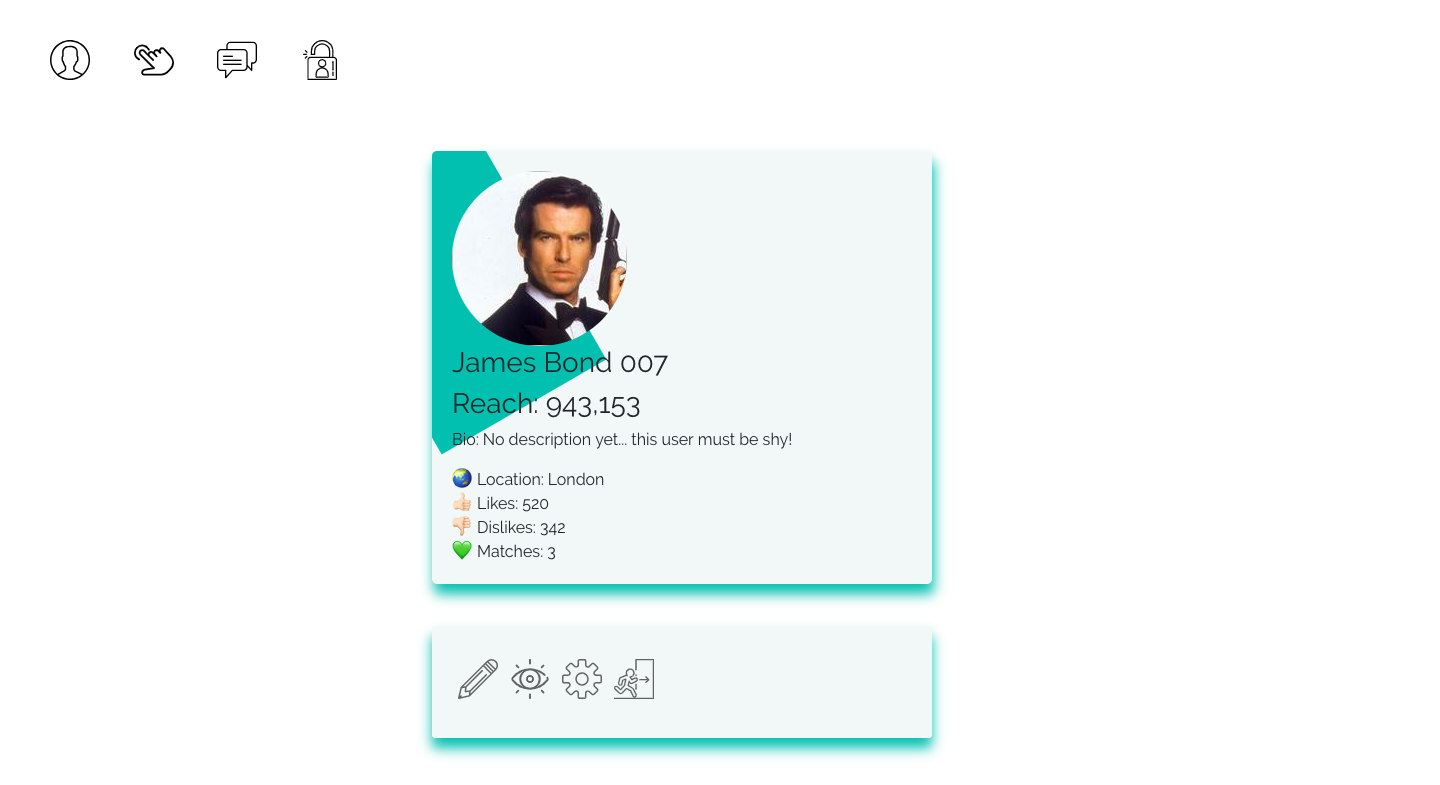 James Bond 007
Reach: 943,153
Bio: No description yet... this user must be shy!
Location: London
Likes: 520
Dislikes: 342
Matches: 3